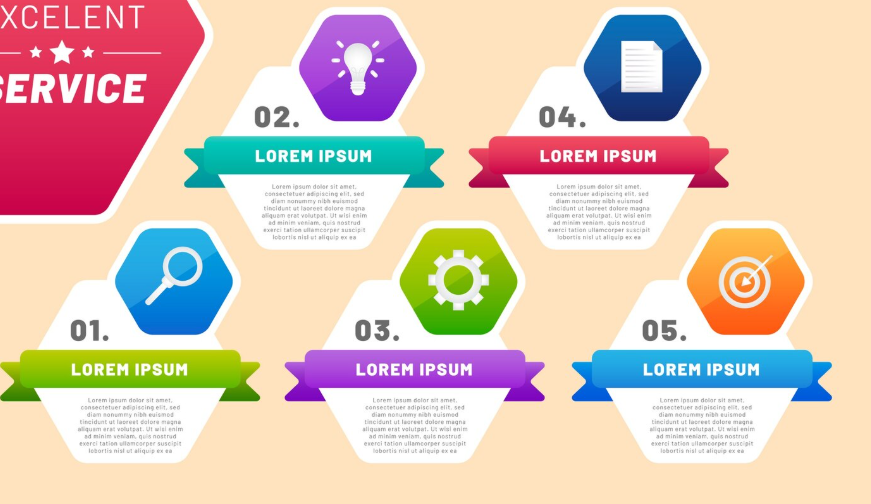 XCELENT
SERVICE
02.
LOREM IPSUM
Lorem ipsum dolor sit amet,
consectetuer adipiscing elit, sed
diam nonummy nibh euismod
tincidunt ut laoreet dolore magna
aliquam erat volutpat. Ut wisi enim
ad minim veniam, quis nostrud
exerci tation ullamcorper suscipit
lobortis nisl ut aliquip ex ea
04.
LOREM IPSUM
Lorem ipsum dolor sit amet,
consectetuer adipiscing elit, sed
diam nonummy nibh euismod
tincidunt ut laoreet dolore magna
aliquam erat volutpat. Ut wisi enim
ad minim veniam, quis nostrud
exerci tation ullamcorper suscipit
lobortis nisl ut aliquip ex ea
01.
LOREM IPSUM
Lorem ipsum dolor sit amet,
consectetuer adipiscing elit, sed
diam nonummy nibh euismod
tincidunt ut laoreet dolore magna
aliquam erat volutpat. Ut wisi enim
ad minim veniam, quis nostrud
exerci tation ullamcorper suscipit
lobortis nisl ut aliquip ex ea
03.
LOREM IPSUM
Lorem ipsum dolor sit amet,
consectetuer adipiscing elit, sed
diam nonummy nibh euismod
tincidunt ut laoreet dolore magna
aliquam erat volutpat. Ut wisi enim
ad minim veniam, quis nostrud
exerci tation ullamcorper suscipit
lobortis nisl ut aliquip ex ea
05.
LOREM IPSUM
Lorem ipsum dolor sit amet,
consectetuer adipiscing elit, sed
diam nonummy nibh euismod
tincidunt ut laoreet dolore magna
aliquam erat volutpat. Ut wisi enim
ad minim veniam, quis nostrud
exerci tation ullamcorper suscipit
lobortis nisl ut aliquip ex ea